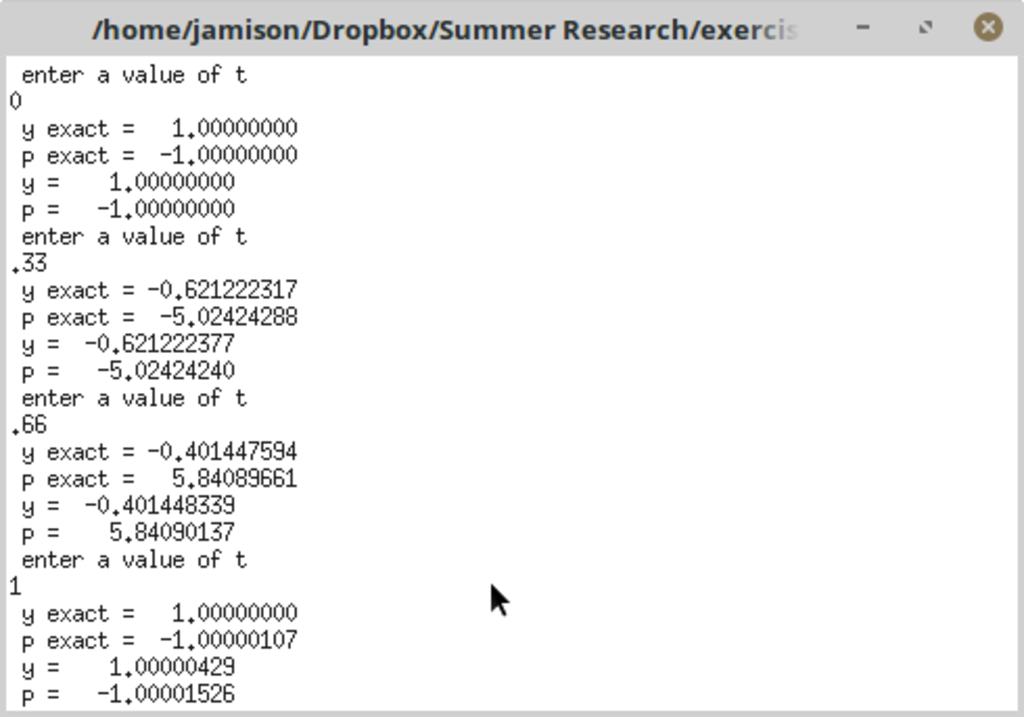 /home/jamison/Dropbox/Summer Research/exercis
enter a value of t
0
y exact =   1.00000000
p exact =  -1.00000000
y =    1.00000000
p =   -1.00000000
enter a value of t
.33
y exact = -0.621222317
p exact =  -5.02424288
y =  -0.621222377
p =   -5.02424240
enter a value of t
.66
y exact = -0.401447594
p exact =   5.84089661
y =  -0.401448339
p =    5.84090137
enter a value of t
1
y exact =   1.00000000
p exact =  -1.00000107
y =    1.00000429
p =   -1.00001526